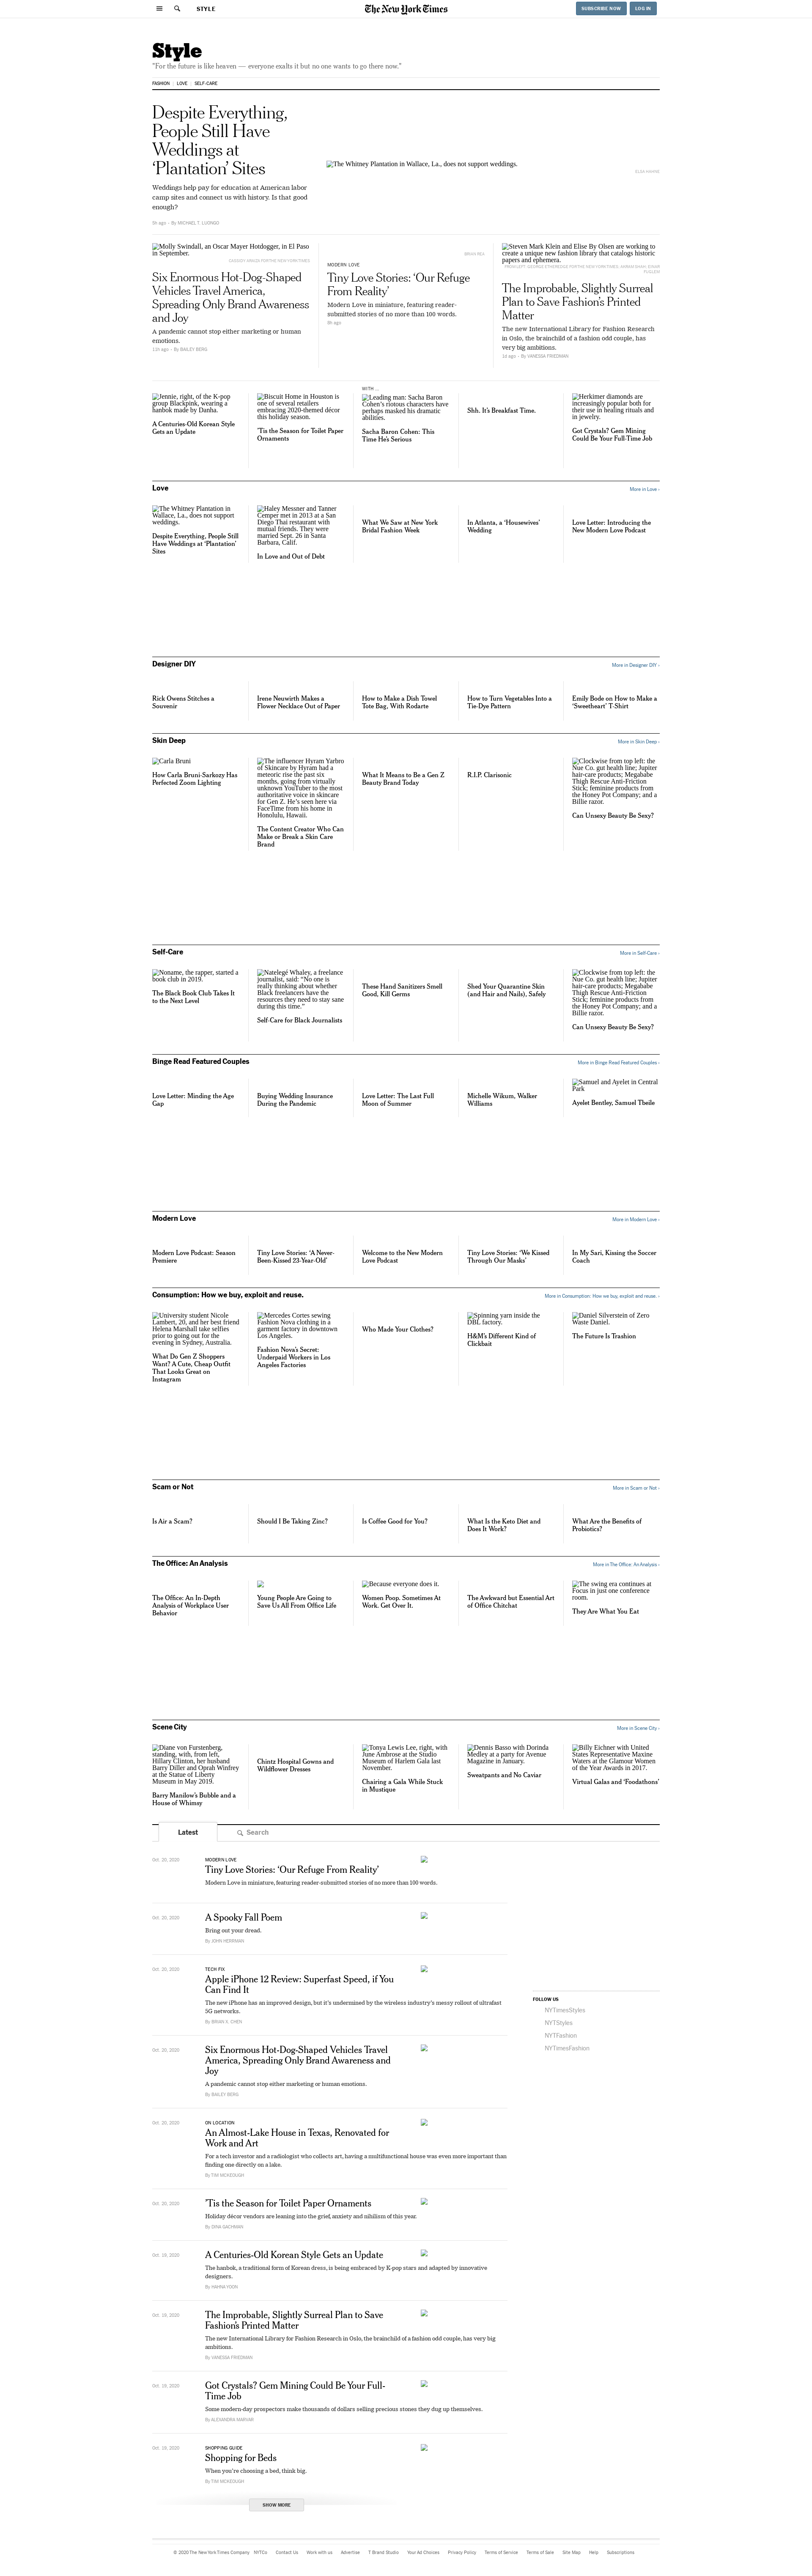 STYLE
The New York Times
SUBSCRIBE NOW
LOG IN
Style
“For the future is like heaven — everyone exalts it but no one wants to go there now.”
FASHION
LOVE
SELF-CARE
Despite Everything,
People Still Have
Weddings at
‘Plantation’ Sites
Weddings help pay for education at American labor
camp sites and connect us with history. Is that good
enough?
By MICHAEL T. LUONGO
The Whitney Plantation in Wallace, La., does not support weddings.
Molly Swindall, an Oscar Mayer Hotdogger, in El Paso
in September.
Six Enormous Hot-Dog-Shaped
Vehicles Travel America,
Spreading Only Brand Awareness
and Joy
A pandemic cannot stop either marketing or human
emotions.
11h ago • By BAILEY BERG
MODERN LOVE
Tiny Love Stories: ‘Our Refuge
From Reality’
Modern Love in miniature, featuring reader-
submitted stories of no more than 100 words.
Steven Mark Klein and Elise By Olsen are working to
create a unique new fashion library that catalogs historic
papers and ephemera.
The Improbable, Slightly Surreal
Plan to Save Fashion’s Printed
Matter
The new International Library for Fashion Research
in Oslo, the brainchild of a fashion odd couple, has
very big ambitions.
1d ago • By VANESSA FRIEDMAN
Jennie, right, of the K-pop
group Blackpink, wearing a
hanbok made by Danha.
A Centuries-Old Korean Style
Gets an Update
Biscuit Home in Houston is
one of several retailers
embracing 2020-themed décor
this holiday season.
’Tis the Season for Toilet Paper
Ornaments
WITH ...
Leading man: Sacha Baron
Cohen’s riotous characters have
perhaps masked his dramatic
abilities.
Sacha Baron Cohen: This
Time He’s Serious
Shh. It’s Breakfast Time.
Herkimer diamonds are
increasingly popular both for
their use in healing rituals and
in jewelry.
Got Crystals? Gem Mining
Could Be Your Full-Time Job
Love
More in Love ›
The Whitney Plantation in
Wallace, La., does not support
weddings.
Despite Everything, People Still
Have Weddings at ‘Plantation’
Sites
Haley Messner and Tanner
Cemper met in 2013 at a San
Diego Thai restaurant with
mutual friends. They were
married Sept. 26 in Santa
Barbara, Calif.
In Love and Out of Debt
What We Saw at New York
Bridal Fashion Week
In Atlanta, a ‘Housewives’
Wedding
Love Letter: Introducing the
New Modern Love Podcast
Designer DIY
More in Designer DIY ›
Rick Owens Stitches a
Souvenir
Irene Neuwirth Makes a
Flower Necklace Out of Paper
How to Make a Dish Towel
Tote Bag, With Rodarte
How to Turn Vegetables Into a
Tie-Dye Pattern
Emily Bode on How to Make a
‘Sweetheart’ T-Shirt
Skin Deep
More in Skin Deep ›
Carla Bruni
How Carla Bruni-Sarkozy Has
Perfected Zoom Lighting
The influencer Hyram Yarbro
of Skincare by Hyram had a
meteoric rise the past six
months, going from virtually
unknown YouTuber to the most
authoritative voice in skincare
for Gen Z. He’s seen here via
FaceTime from his home in
Honolulu, Hawaii.
The Content Creator Who Can
Make or Break a Skin Care
Brand
What It Means to Be a Gen Z
Beauty Brand Today
R.I.P. Clarisonic
Clockwise from top left: the
Nue Co. gut health line; Jupiter
hair-care products; Megababe
Thigh Rescue Anti-Friction
Stick; feminine products from
the Honey Pot Company; and a
Billie razor.
Can Unsexy Beauty Be Sexy?
Self-Care
More in Self-Care ›
Noname, the rapper, started a
book club in 2019.
The Black Book Club Takes It
to the Next Level
Natelegé Whaley, a freelance
journalist, said: “No one is
really thinking about whether
Black freelancers have the
resources they need to stay sane
during this time.”
Self-Care for Black Journalists
These Hand Sanitizers Smell
Good, Kill Germs
Shed Your Quarantine Skin
(and Hair and Nails), Safely
Clockwise from top left: the
Nue Co. gut health line; Jupiter
hair-care products; Megababe
Thigh Rescue Anti-Friction
Stick; feminine products from
the Honey Pot Company; and a
Billie razor.
Can Unsexy Beauty Be Sexy?
Binge Read Featured Couples
More in Binge Read Featured Couples ›
Love Letter: Minding the Age
Gap
Buying Wedding Insurance
During the Pandemic
Love Letter: The Last Full
Moon of Summer
Michelle Wikum, Walker
Williams
Samuel and Ayelet in Central
Park
Ayelet Bentley, Samuel Tbeile
Modern Love
More in Modern Love ›
Modern Love Podcast: Season
Premiere
Tiny Love Stories: ‘A Never-
Been-Kissed 23-Year-Old’
Welcome to the New Modern
Love Podcast
Tiny Love Stories: ‘We Kissed
Through Our Masks’
In My Sari, Kissing the Soccer
Coach
Consumption: How we buy, exploit and reuse.
More in Consumption: How we buy, exploit and reuse. ›
University student Nicole
Lambert, 20, and her best friend
Helena Marshall take selfies
prior to going out for the
evening in Sydney, Australia.
What Do Gen Z Shoppers
Want? A Cute, Cheap Outfit
That Looks Great on
Instagram
Mercedes Cortes sewing
Fashion Nova clothing in a
garment factory in downtown
Los Angeles.
Fashion Nova’s Secret:
Underpaid Workers in Los
Angeles Factories
Who Made Your Clothes?
Spinning yarn inside the
DBL factory.
H&M’s Different Kind of
Clickbait
Daniel Silverstein of Zero
Waste Daniel.
The Future Is Trashion
Scam or Not
More in Scam or Not ›
Is Air a Scam?
Should I Be Taking Zinc?
Is Coffee Good for You?
What Is the Keto Diet and
Does It Work?
What Are the Benefits of
Probiotics?
The Office: An Analysis
More in The Office: An Analysis ›
The Office: An In-Depth
Analysis of Workplace User
Behavior
Young People Are Going to
Save Us All From Office Life
Because everyone does it.
Women Poop. Sometimes At
Work. Get Over It.
The Awkward but Essential Art
of Office Chitchat
The swing era continues at
Focus in just one conference
room.
They Are What You Eat
Scene City
More in Scene City ›
Diane von Furstenberg,
standing, with, from left,
Hillary Clinton, her husband
Barry Diller and Oprah Winfrey
at the Statue of Liberty
Museum in May 2019.
Barry Manilow’s Bubble and a
House of Whimsy
Chintz Hospital Gowns and
Wildflower Dresses
Tonya Lewis Lee, right, with
June Ambrose at the Studio
Museum of Harlem Gala last
November.
Chairing a Gala While Stuck
in Mustique
Dennis Basso with Dorinda
Medley at a party for Avenue
Magazine in January.
Sweatpants and No Caviar
Billy Eichner with United
States Representative Maxine
Waters at the Glamour Women
of the Year Awards in 2017.
Virtual Galas and ‘Foodathons’
Latest
Search
Oct. 20, 2020
MODERN LOVE
Tiny Love Stories: ‘Our Refuge From Reality’
Modern Love in miniature, featuring reader-submitted stories of no more than 100 words.
Oct. 20, 2020
A Spooky Fall Poem
Bring out your dread.
By JOHN HERRMAN
Oct. 20, 2020
TECH FIX
Apple iPhone 12 Review: Superfast Speed, if You
Can Find It
The new iPhone has an improved design, but it’s undermined by the wireless industry’s messy rollout of ultrafast
5G networks.
By BRIAN X. CHEN
Oct. 20, 2020
Six Enormous Hot-Dog-Shaped Vehicles Travel
America, Spreading Only Brand Awareness and
Joy
A pandemic cannot stop either marketing or human emotions.
By BAILEY BERG
Oct. 20, 2020
ON LOCATION
An Almost-Lake House in Texas, Renovated for
Work and Art
For a tech investor and a radiologist who collects art, having a multifunctional house was even more important than
finding one directly on a lake.
By TIM MCKEOUGH
Oct. 20, 2020
’Tis the Season for Toilet Paper Ornaments
Holiday décor vendors are leaning into the grief, anxiety and nihilism of this year.
By GINA GACHMAN
Oct. 19, 2020
A Centuries-Old Korean Style Gets an Update
The hanbok, a traditional form of Korean dress, is being embraced by K-pop stars and adapted by innovative
designers.
By HAHNA YOON
Oct. 19, 2020
The Improbable, Slightly Surreal Plan to Save
Fashion’s Printed Matter
The new International Library for Fashion Research in Oslo, the brainchild of a fashion odd couple, has very big
ambitions.
By VANESSA FRIEDMAN
Oct. 19, 2020
Got Crystals? Gem Mining Could Be Your Full-
Time Job
Some modern-day prospectors make thousands of dollars selling precious stones they dug up themselves.
By ALEXANDRA MARVAR
Oct. 19, 2020
SHOPPING GUIDE
Shopping for Beds
When you’re choosing a bed, think big.
By TIM MCKEOUGH
SHOW MORE
FOLLOW US
NYTimesStyles
NYTStyles
NYTFashion
NYTimesFashion
© 2020 The New York Times Company
NYTCo
Contact Us
Work with us
Advertise
T Brand Studio
Your Ad Choices
Privacy Policy
Terms of Service
Terms of Sale
Site Map
Help
Subscriptions